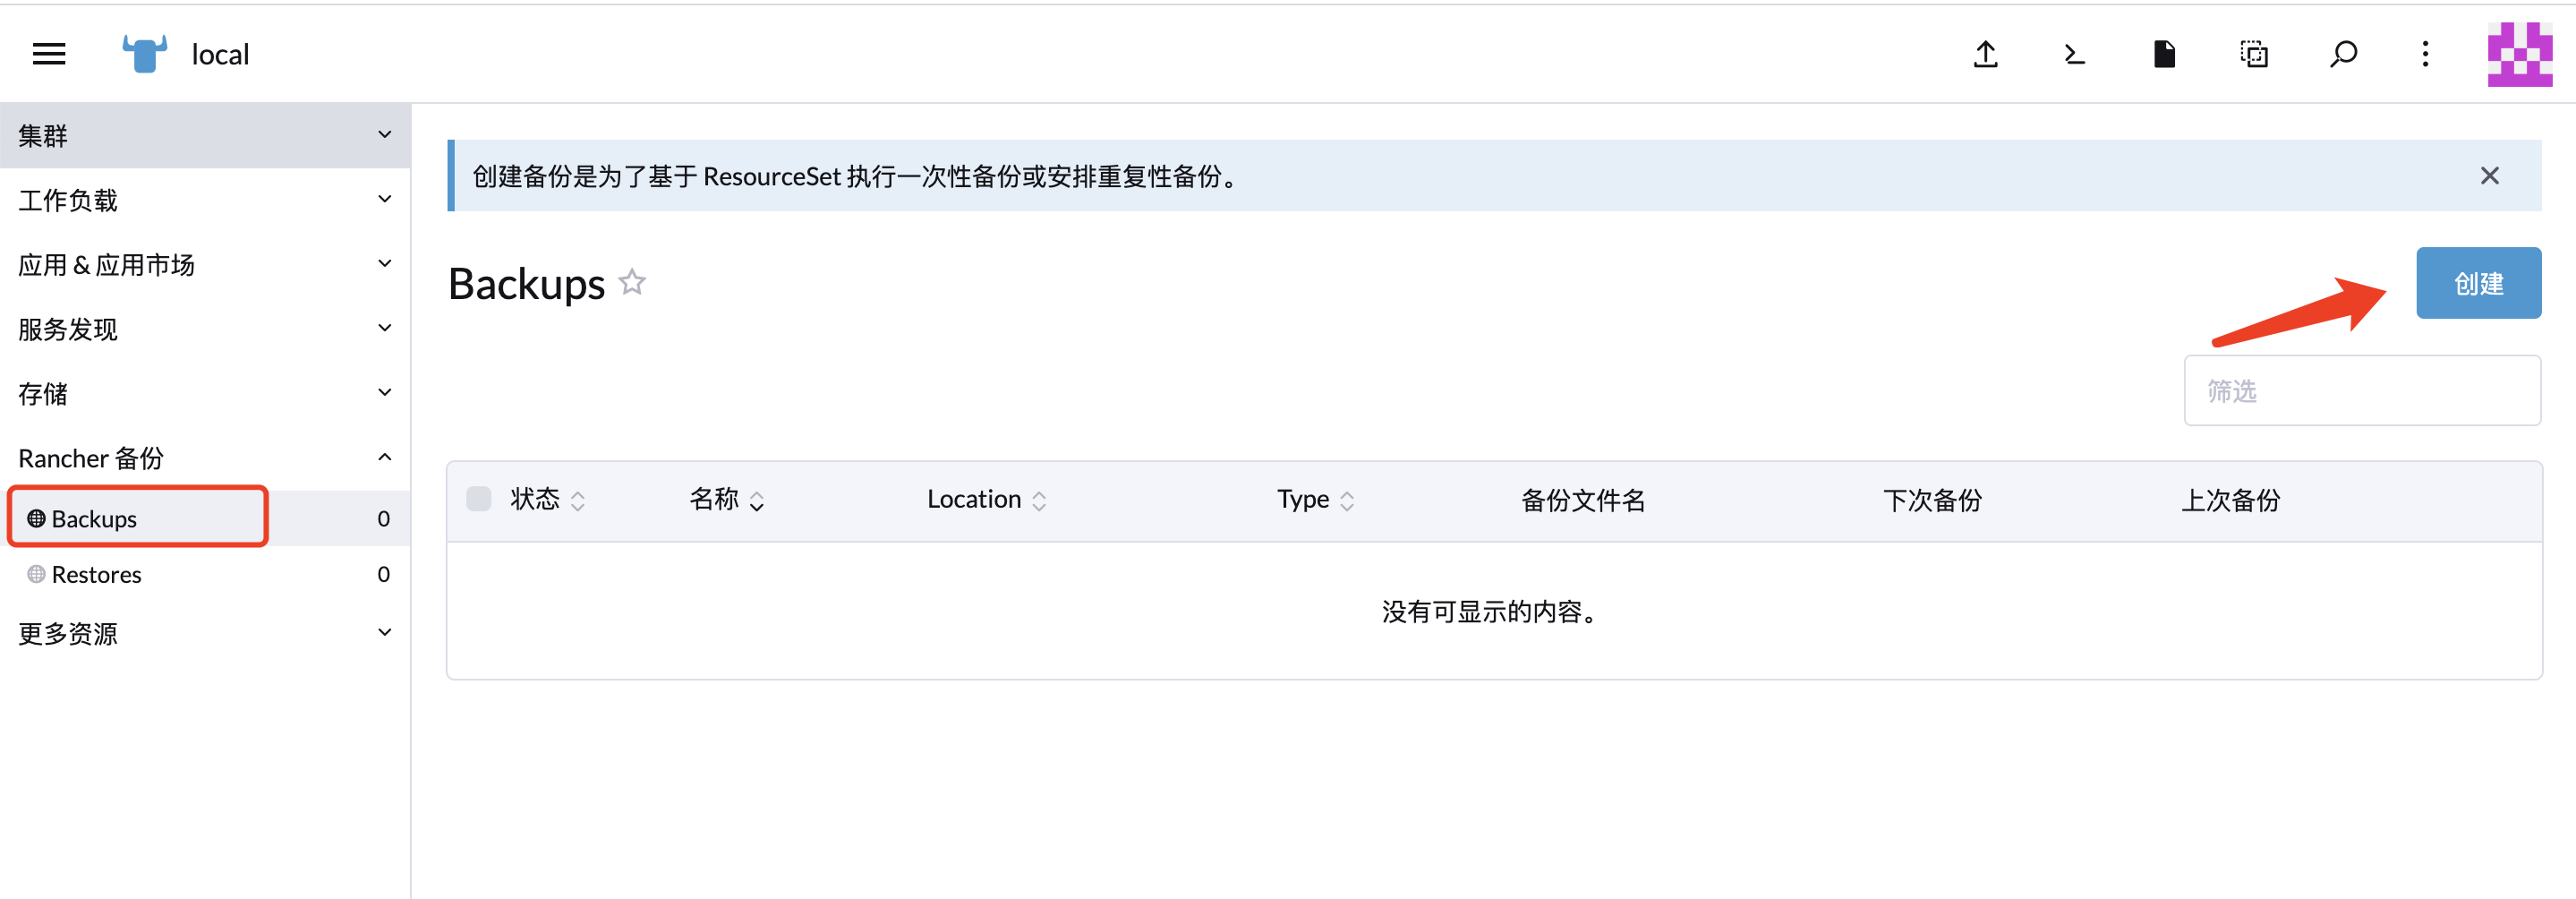 local
集群
工作负载
应用 & 应用市场
服务发现
存储
Rancher 备份
Backups 0
Restores 0
更多资源
创建备份是为了基于 ResourceSet 执行一次性备份或安排重复性备份。
Backups
创建
筛选
状态 名称 Location Type 备份文件名 下次备份 上次备份
没有可显示的内容。